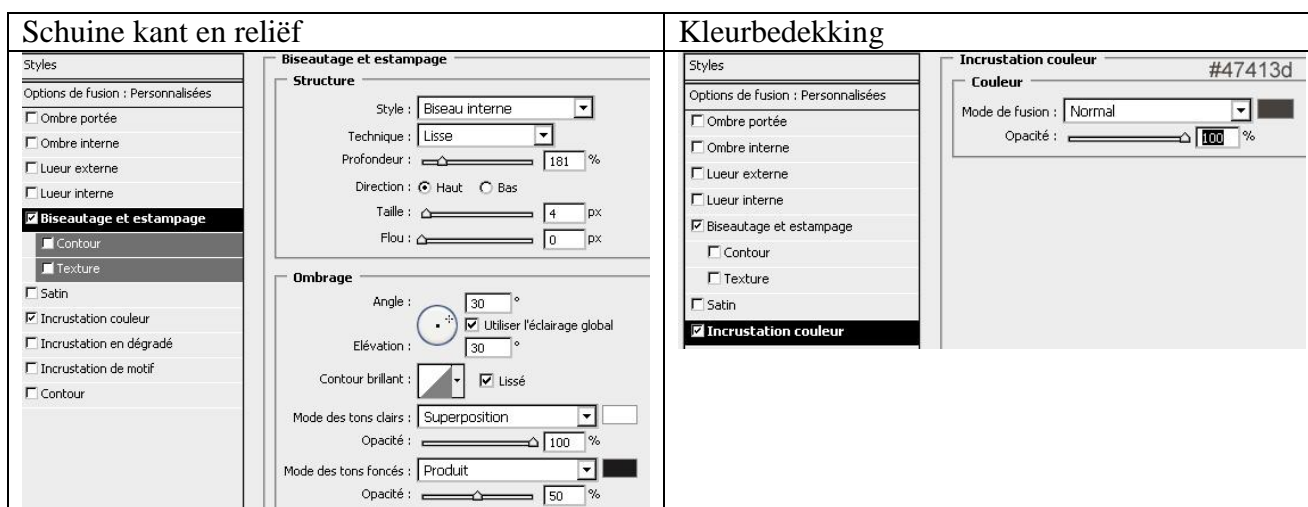 Schuine kant en reliëf
Styles
Options de fusion : Personnalisées
Ombre portée
Ombre interne
Lueur externe
Lueur interne
Biseautage et estampage
Contour
Texture
Satin
Incrustation couleur
Incrustation en dégradé
Incrustation de motif
Contour
Biseautage et estampage
Structure
Style : Biseau interne
Technique : Lisse
Profondeur : 181 %
Direction : Haut Bas
Taille : 4 px
Flou : 0 px
Ombrage
Angle : 30 °
Utiliser l'éclairage global
Elévation : 30 °
Contour brillant : Lissé
Mode des tons clairs : Superposition
Opacité : 100 %
Mode des tons foncés : Produit
Opacité : 50 %
Kleurbedekking
Styles
Options de fusion : Personnalisées
Ombre portée
Ombre interne
Lueur externe
Lueur interne
Biseautage et estampage
Contour
Texture
Satin
Incrustation couleur
Incrustation couleur
#47413d
Couleur
Mode de fusion : Normal
Opacité : 100 %